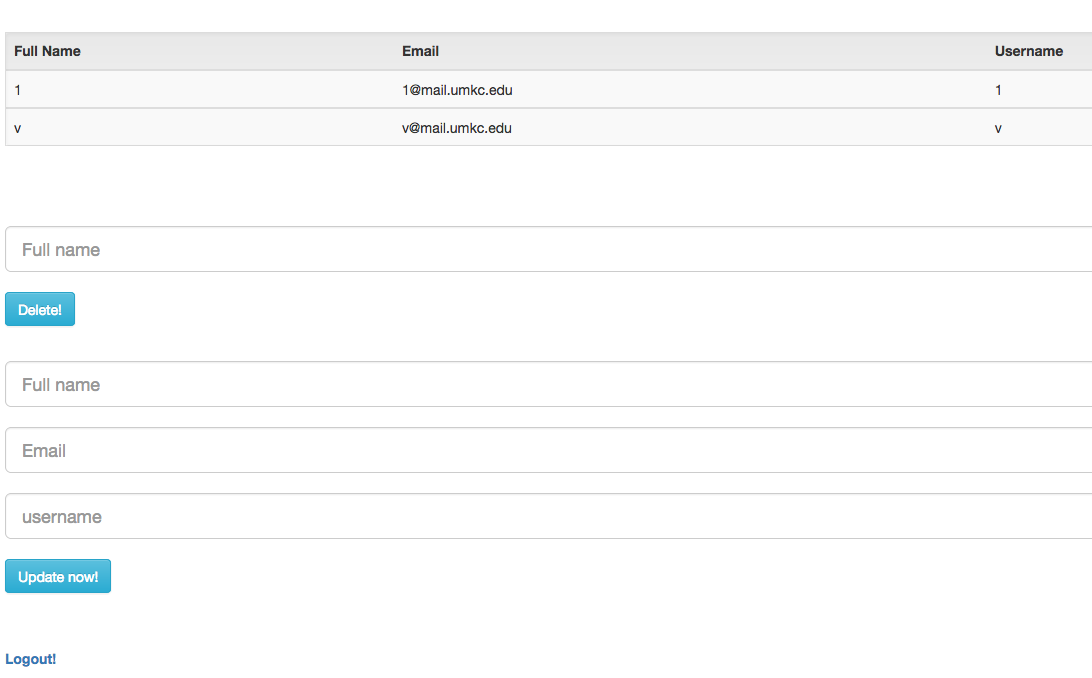 Full Name Email Username
1 1@mail.umkc.edu 1
v v@mail.umkc.edu v
Full name
Delete!
Full name
Email
username
Update now!
Logout!